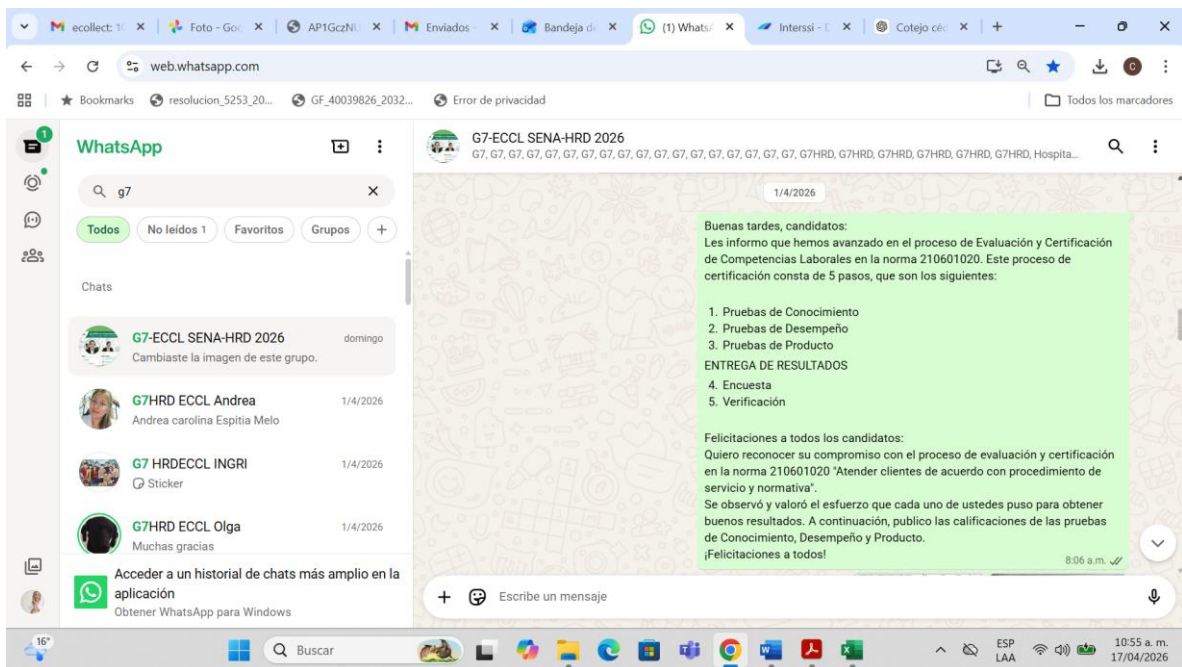 ecollect: 1
Foto - Goo
AP1GczNU
Enviados -
Bandeja de
(1) Whats
Interssi -
Cotejo céd
web.whatsapp.com
Bookmarks
resolucion_5253_20...
GF_40039826_2032...
Error de privacidad
Todos los marcadores
1
WhatsApp
g7
Todos
No leídos 1
Favoritos
Grupos
Chats
G7-ECCL SENA-HRD 2026
domingo
Cambiaste la imagen de este grupo.
G7HRD ECCL Andrea
1/4/2026
Andrea carolina Espitia Melo
G7 HRDECCL INGRI
1/4/2026
Sticker
G7HRD ECCL Olga
1/4/2026
Muchas gracias
Acceder a un historial de chats más amplio en la
aplicación
Obtener WhatsApp para Windows
G7-ECCL SENA-HRD 2026
G7, G7, G7, G7, G7, G7, G7, G7, G7, G7, G7, G7, G7, G7, G7, G7, G7, G7, G7HRD, G7HRD, G7HRD, G7HRD, G7HRD, Hospita...
1/4/2026
Buenas tardes, candidatos:
Les informo que hemos avanzado en el proceso de Evaluación y Certificación
de Competencias Laborales en la norma 210601020. Este proceso de
certificación consta de 5 pasos, que son los siguientes:
1. Pruebas de Conocimiento
2. Pruebas de Desempeño
3. Pruebas de Producto
ENTREGA DE RESULTADOS
4. Encuesta
5. Verificación
Felicitaciones a todos los candidatos:
Quiero reconocer su compromiso con el proceso de evaluación y certificación
en la norma 210601020 "Atender clientes de acuerdo con procedimiento de
servicio y normativa".
Se observó y valoró el esfuerzo que cada uno de ustedes puso para obtener
buenos resultados. A continuación, publico las calificaciones de las pruebas
de Conocimiento, Desempeño y Producto.
¡Felicitaciones a todos!
8:06 a.m.
Escribe un mensaje
16°
Buscar
ESP
LAA
10:55 a. m.
17/04/2026